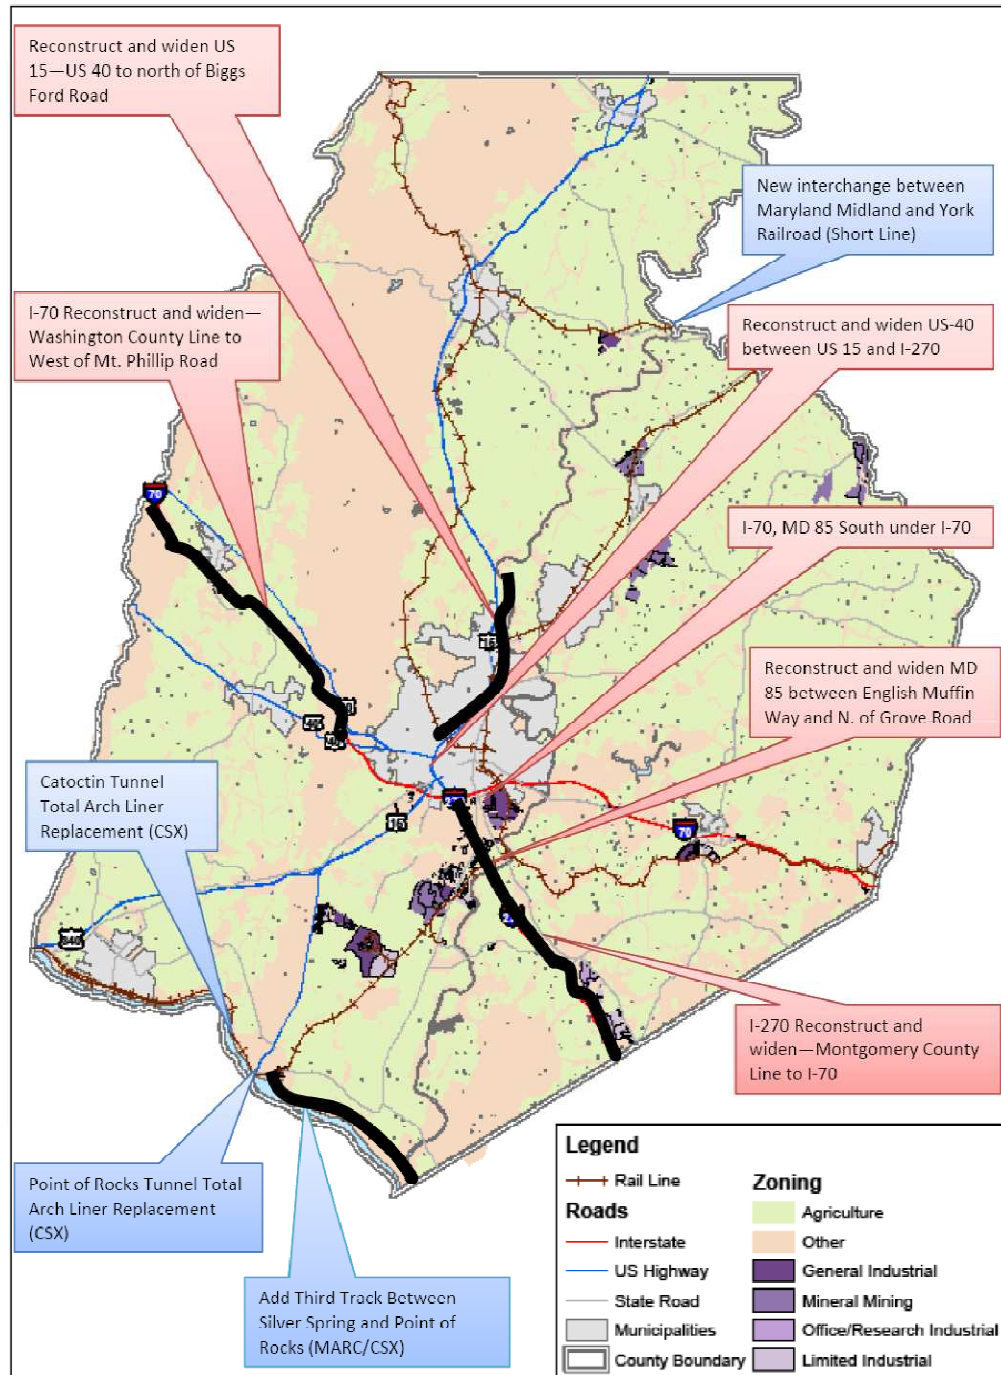 Reconstruct and widen US
15—US 40 to north of Biggs
Ford Road
New interchange between
Maryland Midland and York
Railroad (Short Line)
I-70 Reconstruct and widen—
Washington County Line to
West of Mt. Phillip Road
Reconstruct and widen US-40
between US 15 and I-270
70
I-70, MD 85 South under I-70
15
Reconstruct and widen MD
85 between English Muffin
Way and N. of Grove Road
40
Catoctin Tunnel
Total Arch Liner
Replacement (CSX)
15
70
340
I-270 Reconstruct and
widen—Montgomery County
Line to I-70
Point of Rocks Tunnel Total
Arch Liner Replacement
(CSX)
Add Third Track Between
Silver Spring and Point of
Rocks (MARC/CSX)
Legend
Rail Line
Roads
Interstate
US Highway
State Road
Municipalities
County Boundary
Zoning
Agriculture
Other
General Industrial
Mineral Mining
Office/Research Industrial
Limited Industrial